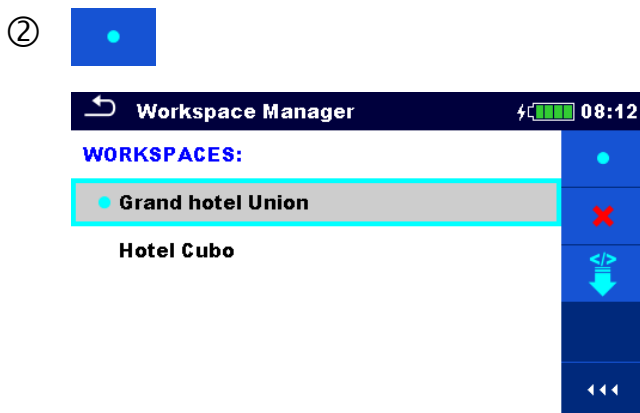 ②
Workspace Manager 08:12
WORKSPACES:
Grand hotel Union
Hotel Cubo
</>